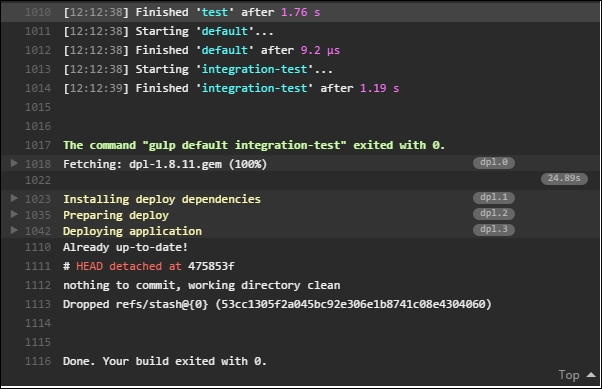 1010 [12:12:38] Finished 'test' after 1.76 s
1011 [12:12:38] Starting 'default'...
1012 [12:12:38] Finished 'default' after 9.2 μs
1013 [12:12:38] Starting 'integration-test'...
1014 [12:12:39] Finished 'integration-test' after 1.19 s
1015
1016
1017 The command "gulp default integration-test" exited with 0.
1018 Fetching: dpl-1.8.11.gem (100%) dpl.0
1022 24.89s
1023 Installing deploy dependencies dpl.1
1035 Preparing deploy dpl.2
1042 Deploying application dpl.3
1110 Already up-to-date!
1111 # HEAD detached at 475853f
1112 nothing to commit, working directory clean
1113 Dropped refs/stash@{0} (53cc1305f2a045bc92e306e1b8741c08e4304060)
1114
1115
1116 Done. Your build exited with 0.
Top